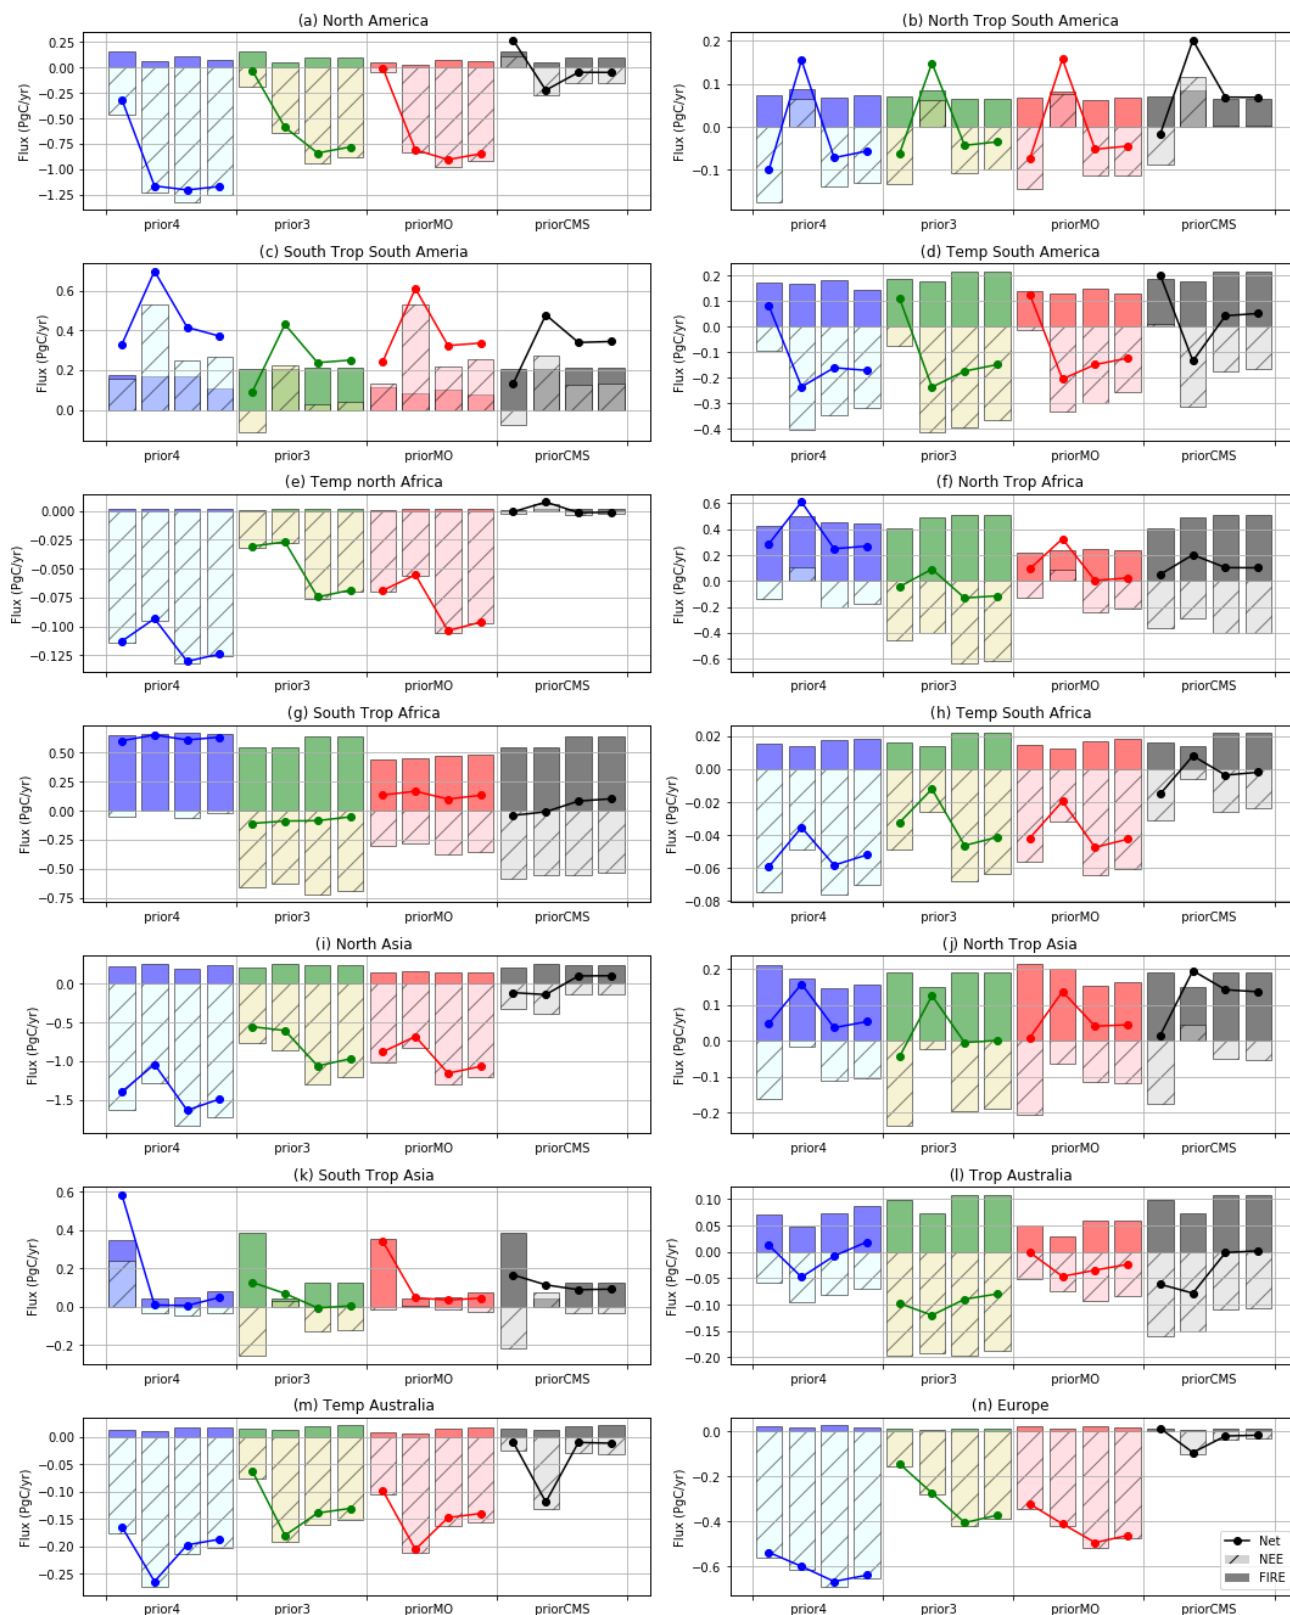 (a) North America
Flux (PgC/yr)
0.25
0.00
−0.25
−0.50
−0.75
−1.00
−1.25
prior4 prior3 priorMO priorCMS
(b) North Trop South America
Flux (PgC/yr)
0.2
0.1
0.0
−0.1
prior4 prior3 priorMO priorCMS
(c) South Trop South Ameria
Flux (PgC/yr)
0.6
0.4
0.2
0.0
prior4 prior3 priorMO priorCMS
(d) Temp South America
Flux (PgC/yr)
0.2
0.1
0.0
−0.1
−0.2
−0.3
−0.4
prior4 prior3 priorMO priorCMS
(e) Temp north Africa
Flux (PgC/yr)
0.000
−0.025
−0.050
−0.075
−0.100
−0.125
prior4 prior3 priorMO priorCMS
(f) North Trop Africa
Flux (PgC/yr)
0.6
0.4
0.2
0.0
−0.2
−0.4
−0.6
prior4 prior3 priorMO priorCMS
(g) South Trop Africa
Flux (PgC/yr)
0.50
0.25
0.00
−0.25
−0.50
−0.75
prior4 prior3 priorMO priorCMS
(h) Temp South Africa
Flux (PgC/yr)
0.02
0.00
−0.02
−0.04
−0.06
−0.08
prior4 prior3 priorMO priorCMS
(i) North Asia
Flux (PgC/yr)
0.0
−0.5
−1.0
−1.5
prior4 prior3 priorMO priorCMS
(j) North Trop Asia
Flux (PgC/yr)
0.2
0.1
0.0
−0.1
−0.2
prior4 prior3 priorMO priorCMS
(k) South Trop Asia
Flux (PgC/yr)
0.6
0.4
0.2
0.0
−0.2
prior4 prior3 priorMO priorCMS
(l) Trop Australia
Flux (PgC/yr)
0.10
0.05
0.00
−0.05
−0.10
−0.15
−0.20
prior4 prior3 priorMO priorCMS
(m) Temp Australia
Flux (PgC/yr)
0.00
−0.05
−0.10
−0.15
−0.20
−0.25
prior4 prior3 priorMO priorCMS
(n) Europe
Flux (PgC/yr)
0.0
−0.2
−0.4
−0.6
Net
NEE
FIRE
prior4 prior3 priorMO priorCMS